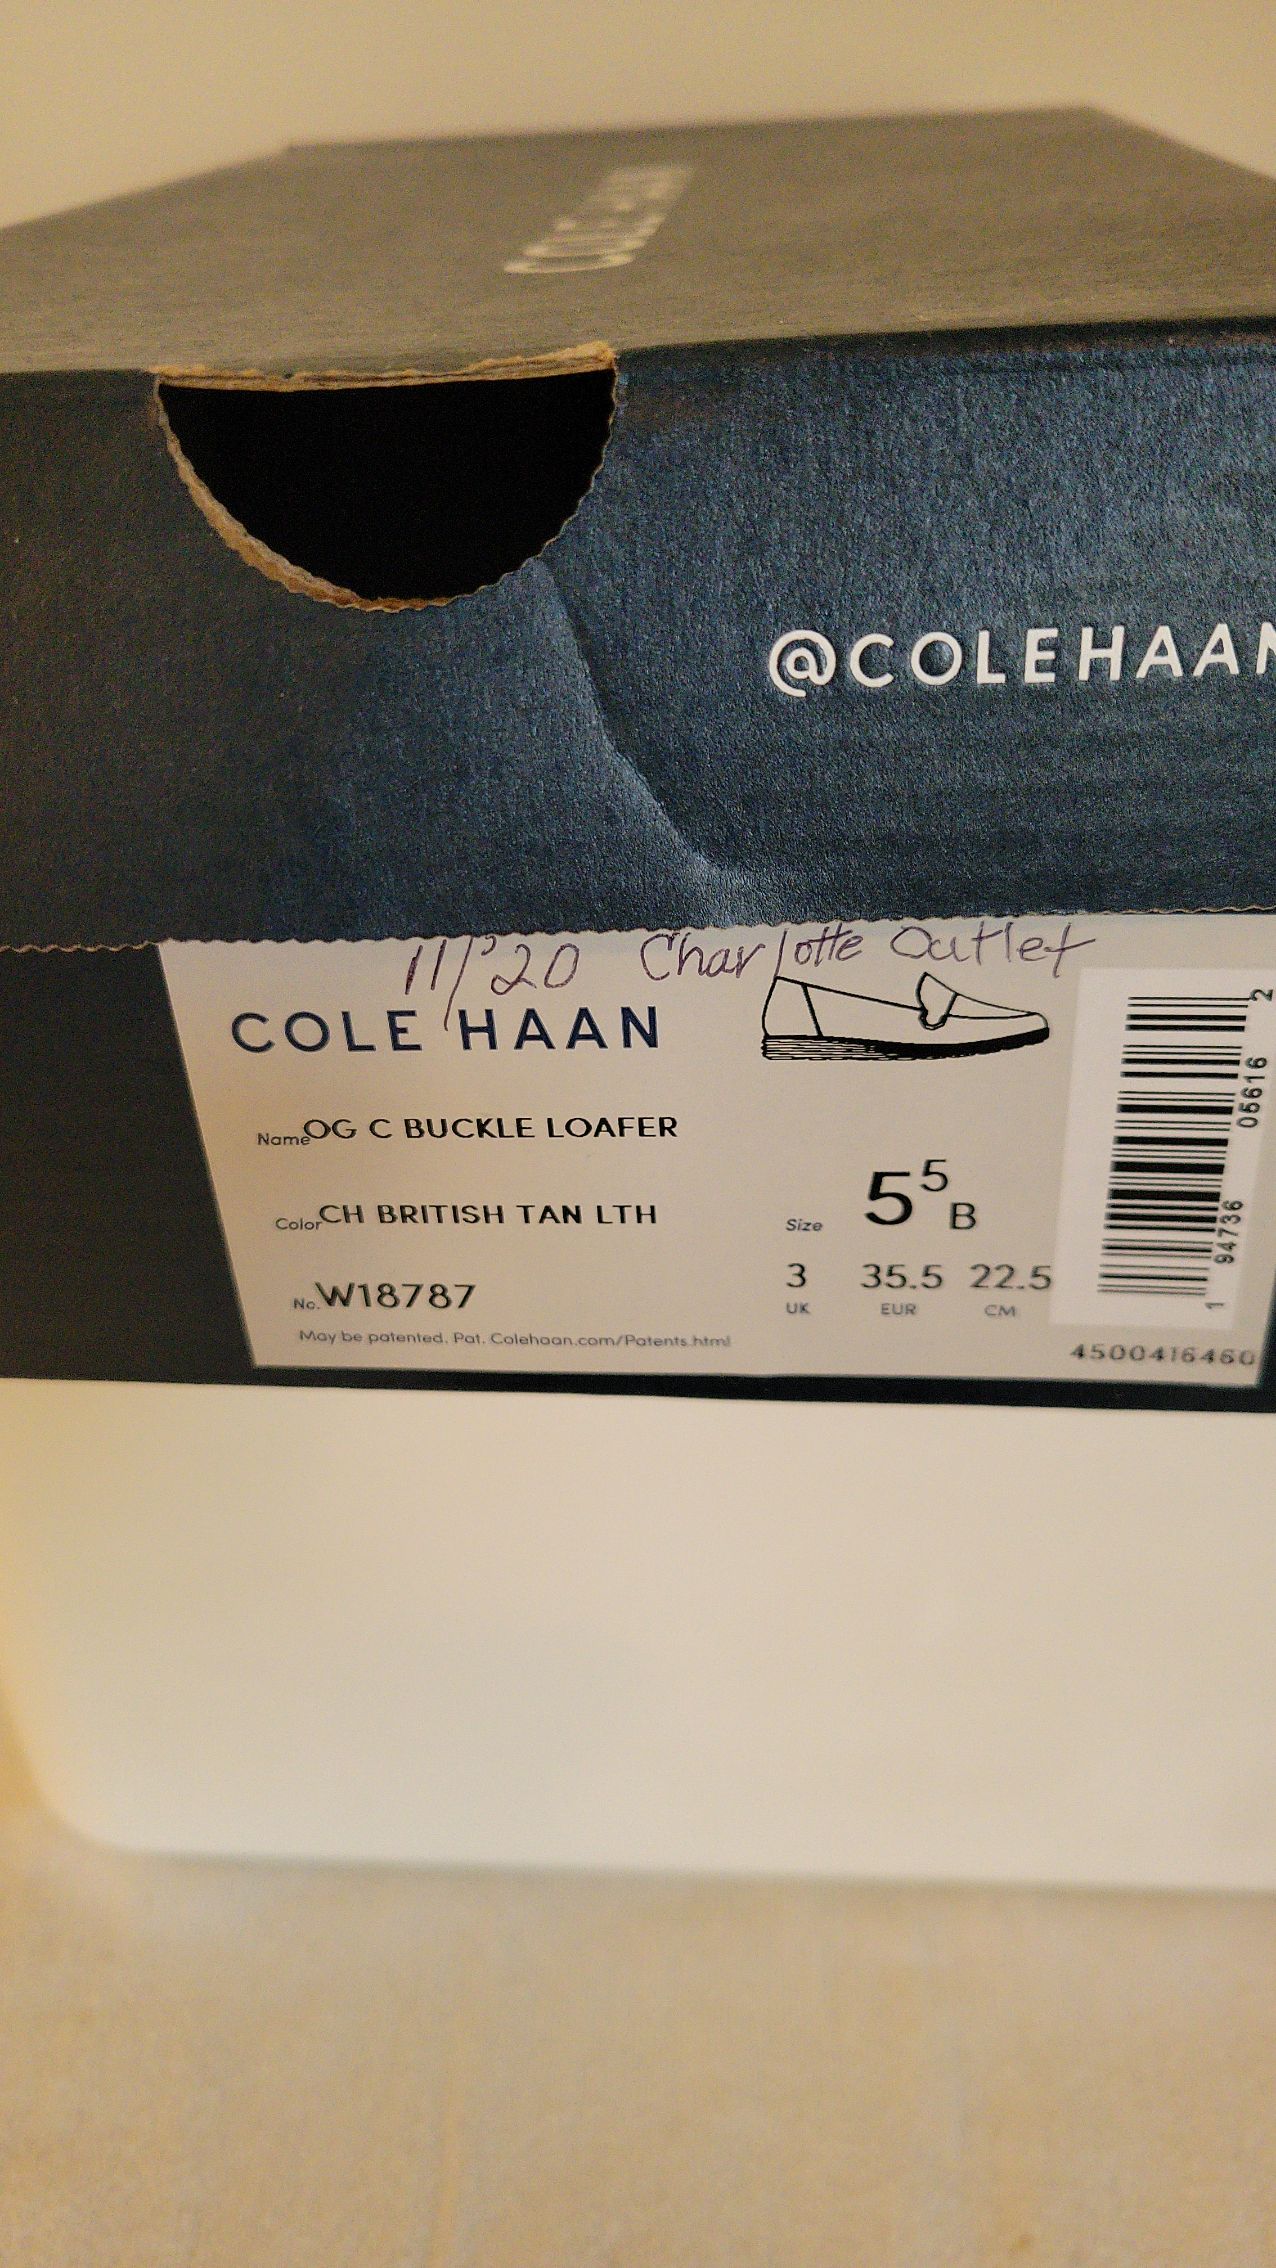 @COLEHAAN
11/'20 Charlotte Outlet
COLE HAAN
Name OG C BUCKLE LOAFER
Color CH BRITISH TAN LTH
No. W18787
May be patented. Pat. Colehaan.com/Patents.html
Size 5 5 B
3 35.5 22.5
UK EUR CM
1 94736 05616 2
4500416460